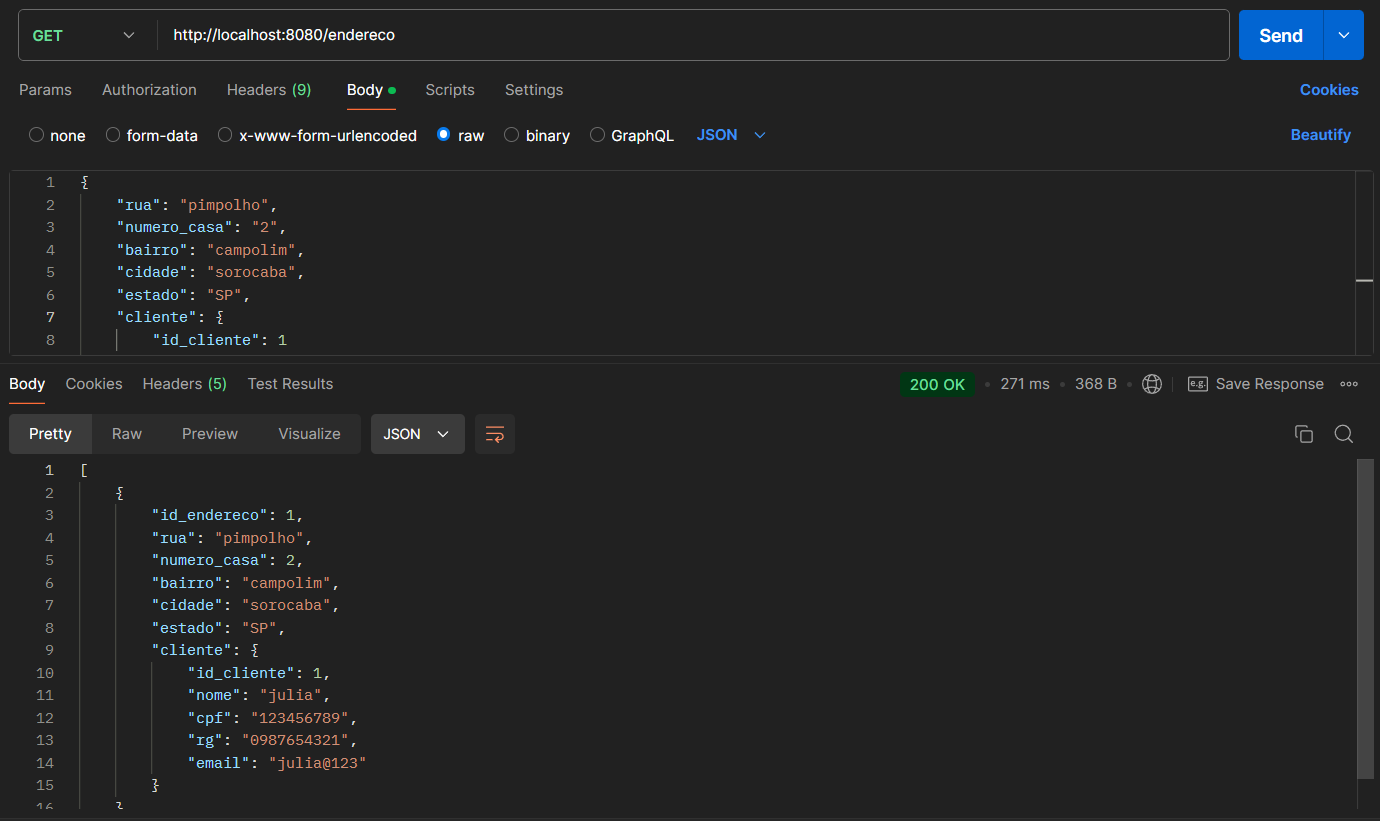 GET http://localhost:8080/endereco Send
Params Authorization Headers (9) Body Scripts Settings Cookies
none form-data x-www-form-urlencoded raw binary GraphQL JSON Beautify
1 {
2 "rua": "pimpolho",
3 "numero_casa": "2",
4 "bairro": "campolim",
5 "cidade": "sorocaba",
6 "estado": "SP",
7 "cliente": {
8 "id_cliente": 1
Body Cookies Headers (5) Test Results 200 OK 271 ms 368 B e.g. Save Response
Pretty Raw Preview Visualize JSON
1 [
2 {
3 "id_endereco": 1,
4 "rua": "pimpolho",
5 "numero_casa": 2,
6 "bairro": "campolim",
7 "cidade": "sorocaba",
8 "estado": "SP",
9 "cliente": {
10 "id_cliente": 1,
11 "nome": "julia",
12 "cpf": "123456789",
13 "rg": "0987654321",
14 "email": "julia@123"
15 }
16 }